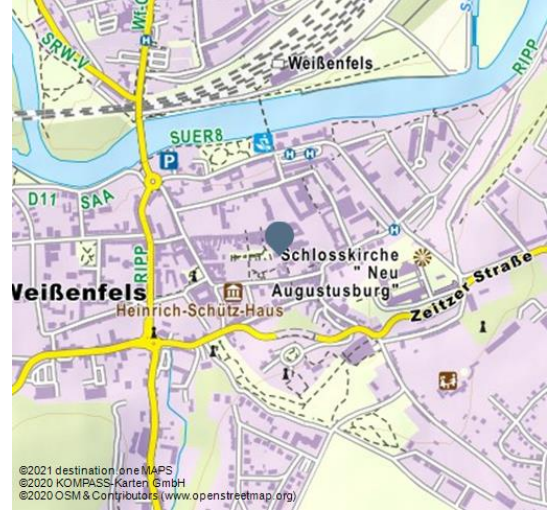 SRW-V
Wf-
H
Weißenfels
RIPP
SUER8
P
H H
D11 SAA
RIPP
H
Schlosskirche
" Neu
Augustusburg"
Weißenfels
Heinrich-Schütz-Haus
Zeitzer Straße
©2021 destination.one MAPS
©2020 KOMPASS-Karten GmbH
©2020 OSM & Contributors (www.openstreetmap.org)